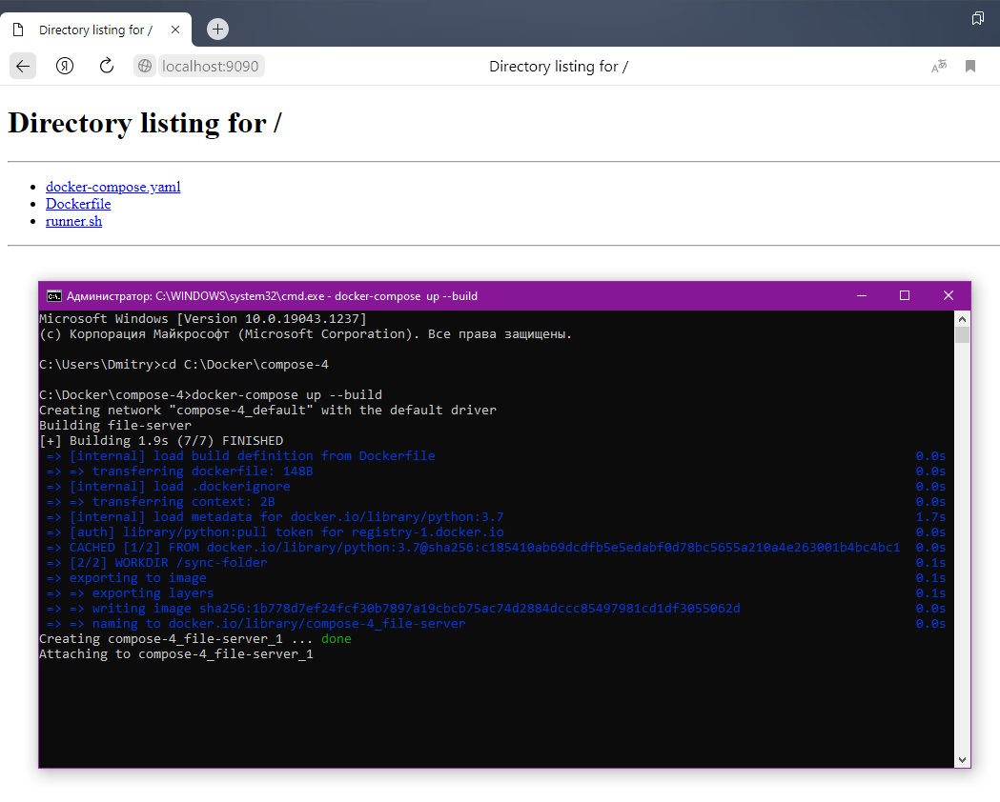 Directory listing for /
localhost:9090
Directory listing for /
Directory listing for /
docker-compose.yaml
Dockerfile
runner.sh
Администратор: C:\WINDOWS\system32\cmd.exe - docker-compose  up --build
Microsoft Windows [Version 10.0.19043.1237]
(c) Корпорация Майкрософт (Microsoft Corporation). Все права защищены.
C:\Users\Dmitry>cd C:\Docker\compose-4
C:\Docker\compose-4>docker-compose up --build
Creating network "compose-4_default" with the default driver
Building file-server
[+] Building 1.9s (7/7) FINISHED
=> [internal] load build definition from Dockerfile 0.0s
=> => transferring dockerfile: 148B 0.0s
=> [internal] load .dockerignore 0.0s
=> => transferring context: 2B 0.0s
=> [internal] load metadata for docker.io/library/python:3.7 1.7s
=> [auth] library/python:pull token for registry-1.docker.io 0.0s
=> CACHED [1/2] FROM docker.io/library/python:3.7@sha256:c185410ab69dcdfb5e5edabf0d78bc5655a210a4e263001b4bc4bc1 0.0s
=> [2/2] WORKDIR /sync-folder 0.1s
=> exporting to image 0.1s
=> => exporting layers 0.1s
=> => writing image sha256:1b778d7ef24fcf30b7897a19cbcb75ac74d2884dccc85497981cd1df3055062d 0.0s
=> => naming to docker.io/library/compose-4_file-server 0.0s
Creating compose-4_file-server_1 ... done
Attaching to compose-4_file-server_1